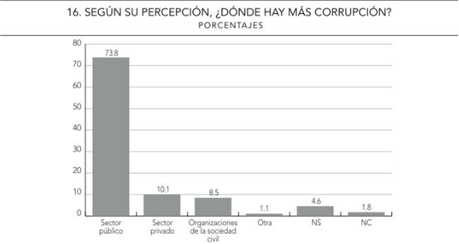 16. SEGÚN SU PERCEPCIÓN, ¿DÓNDE HAY MÁS CORRUPCIÓN?
PORCENTAJES
80
70
60
50
40
30
20
10
0
73.8
10.1
8.5
1.1
4.6
1.8
Sector
público
Sector
privado
Organizaciones
de la sociedad
civil
Otra
NS
NC